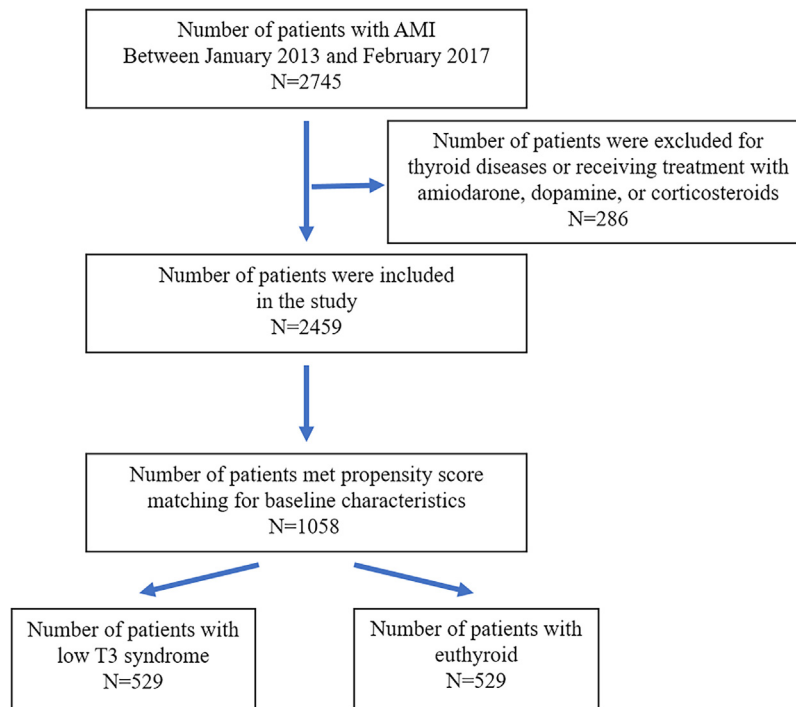 Number of patients with AMI
Between January 2013 and February 2017
N=2745
Number of patients were excluded for
thyroid diseases or receiving treatment with
amiodarone, dopamine, or corticosteroids
N=286
Number of patients were included
in the study
N=2459
Number of patients met propensity score
matching for baseline characteristics
N=1058
Number of patients with
low T3 syndrome
N=529
Number of patients with
euthyroid
N=529